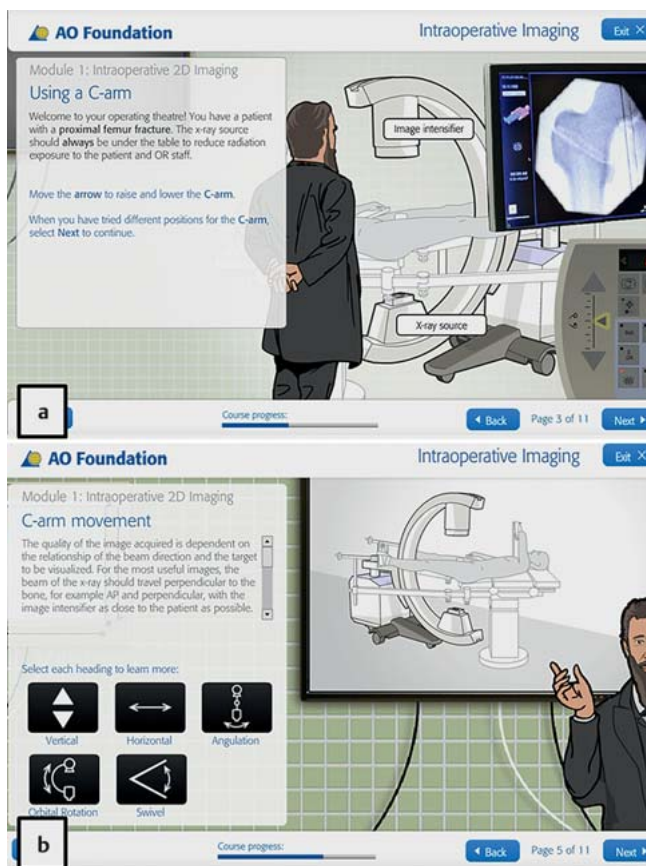 AO Foundation
Intraoperative Imaging
Exit ×
Module 1: Intraoperative 2D Imaging
Using a C-arm
Welcome to your operating theatre! You have a patient
with a proximal femur fracture. The x-ray source
should always be under the table to reduce radiation
exposure to the patient and OR staff.
Move the arrow to raise and lower the C-arm.
When you have tried different positions for the C-arm,
select Next to continue.
Image intensifier
X-ray source
a
Course progress:
Back
Page 3 of 11
Next
AO Foundation
Intraoperative Imaging
Exit ×
Module 1: Intraoperative 2D Imaging
C-arm movement
The quality of the image acquired is dependent on
the relationship of the beam direction and the target
to be visualized. For the most useful images, the
beam of the x-ray should travel perpendicular to the
bone, for example AP and perpendicular, with the
image intensifier as close to the patient as possible.
Select each heading to learn more:
Vertical
Horizontal
Angulation
Orbital Rotation
Swivel
b
Course progress:
Back
Page 5 of 11
Next